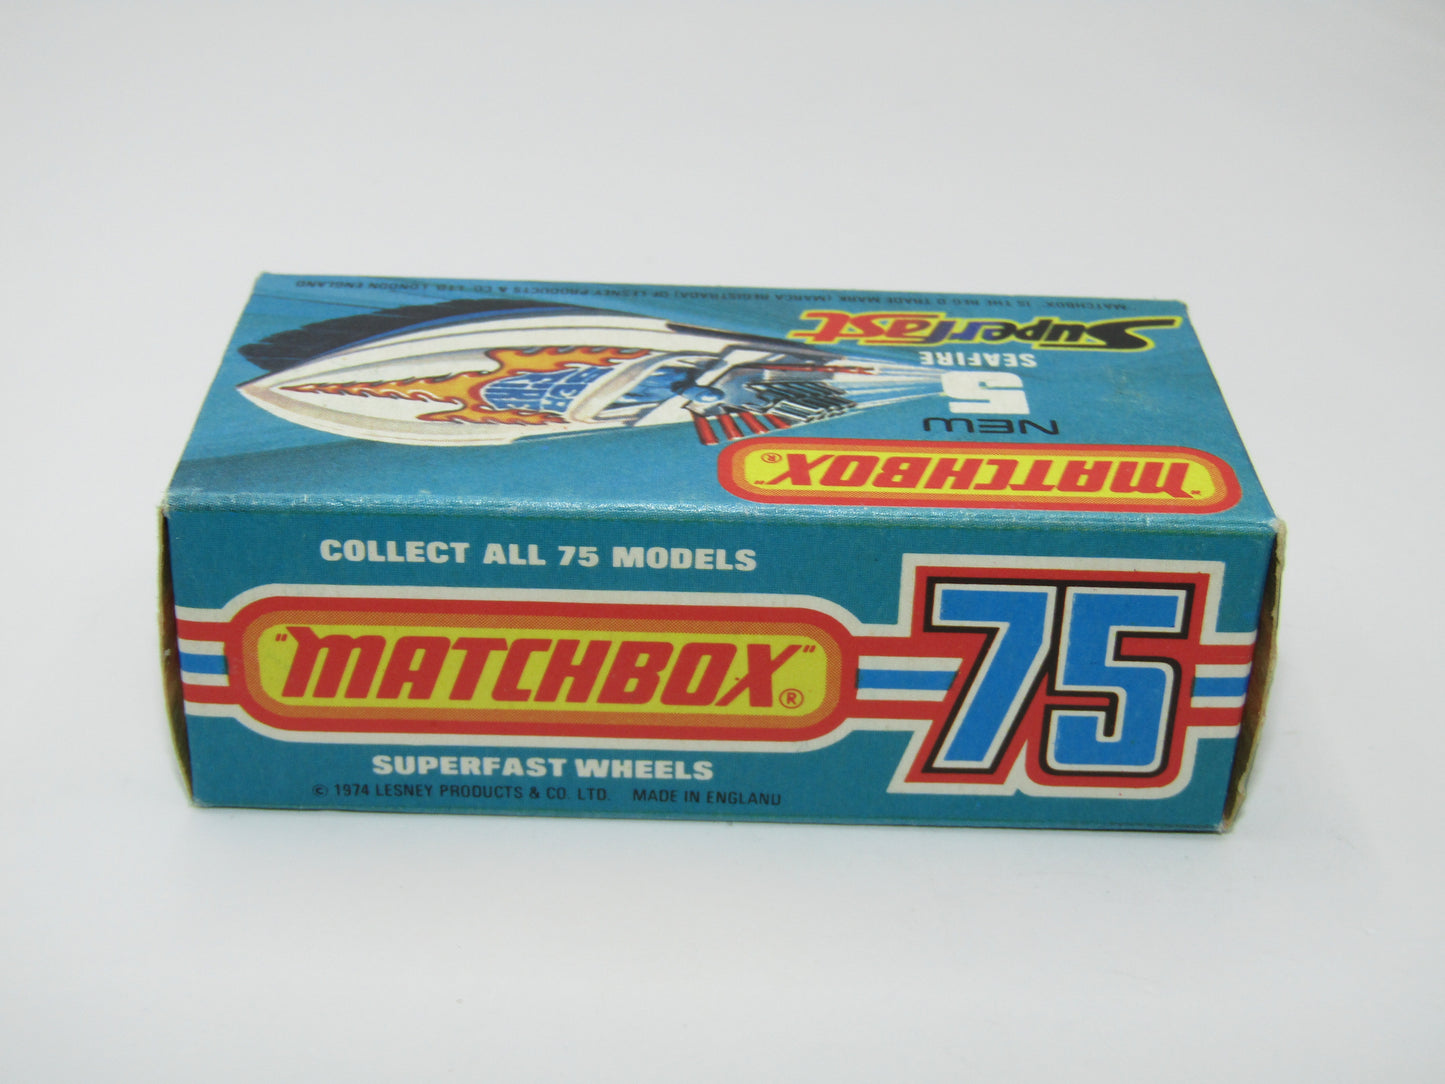 COLLECT ALL 75 MODELS
"MATCHBOX"®
SUPERFAST WHEELS
© 1974 LESNEY PRODUCTS & CO. LTD. MADE IN ENGLAND
75
"MATCHBOX"®
NEW
5
SEAFIRE
Superfast
"MATCHBOX" IS THE REG'D TRADE MARK (MARCA REGISTRADA) OF LESNEY PRODUCTS & CO. LTD. LONDON ENGLAND